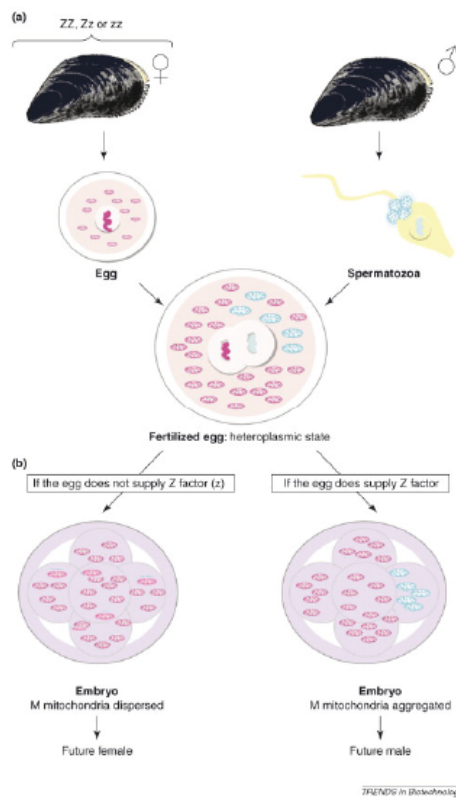 (a)
ZZ, Zz or zz
♀
♂
Egg
Spermatozoa
Fertilized egg: heteroplasmic state
(b)
If the egg does not supply Z factor (z)
If the egg does supply Z factor
Embryo
M mitochondria dispersed
Embryo
M mitochondria aggregated
Future female
Future male
TRENDS in Biotechnology